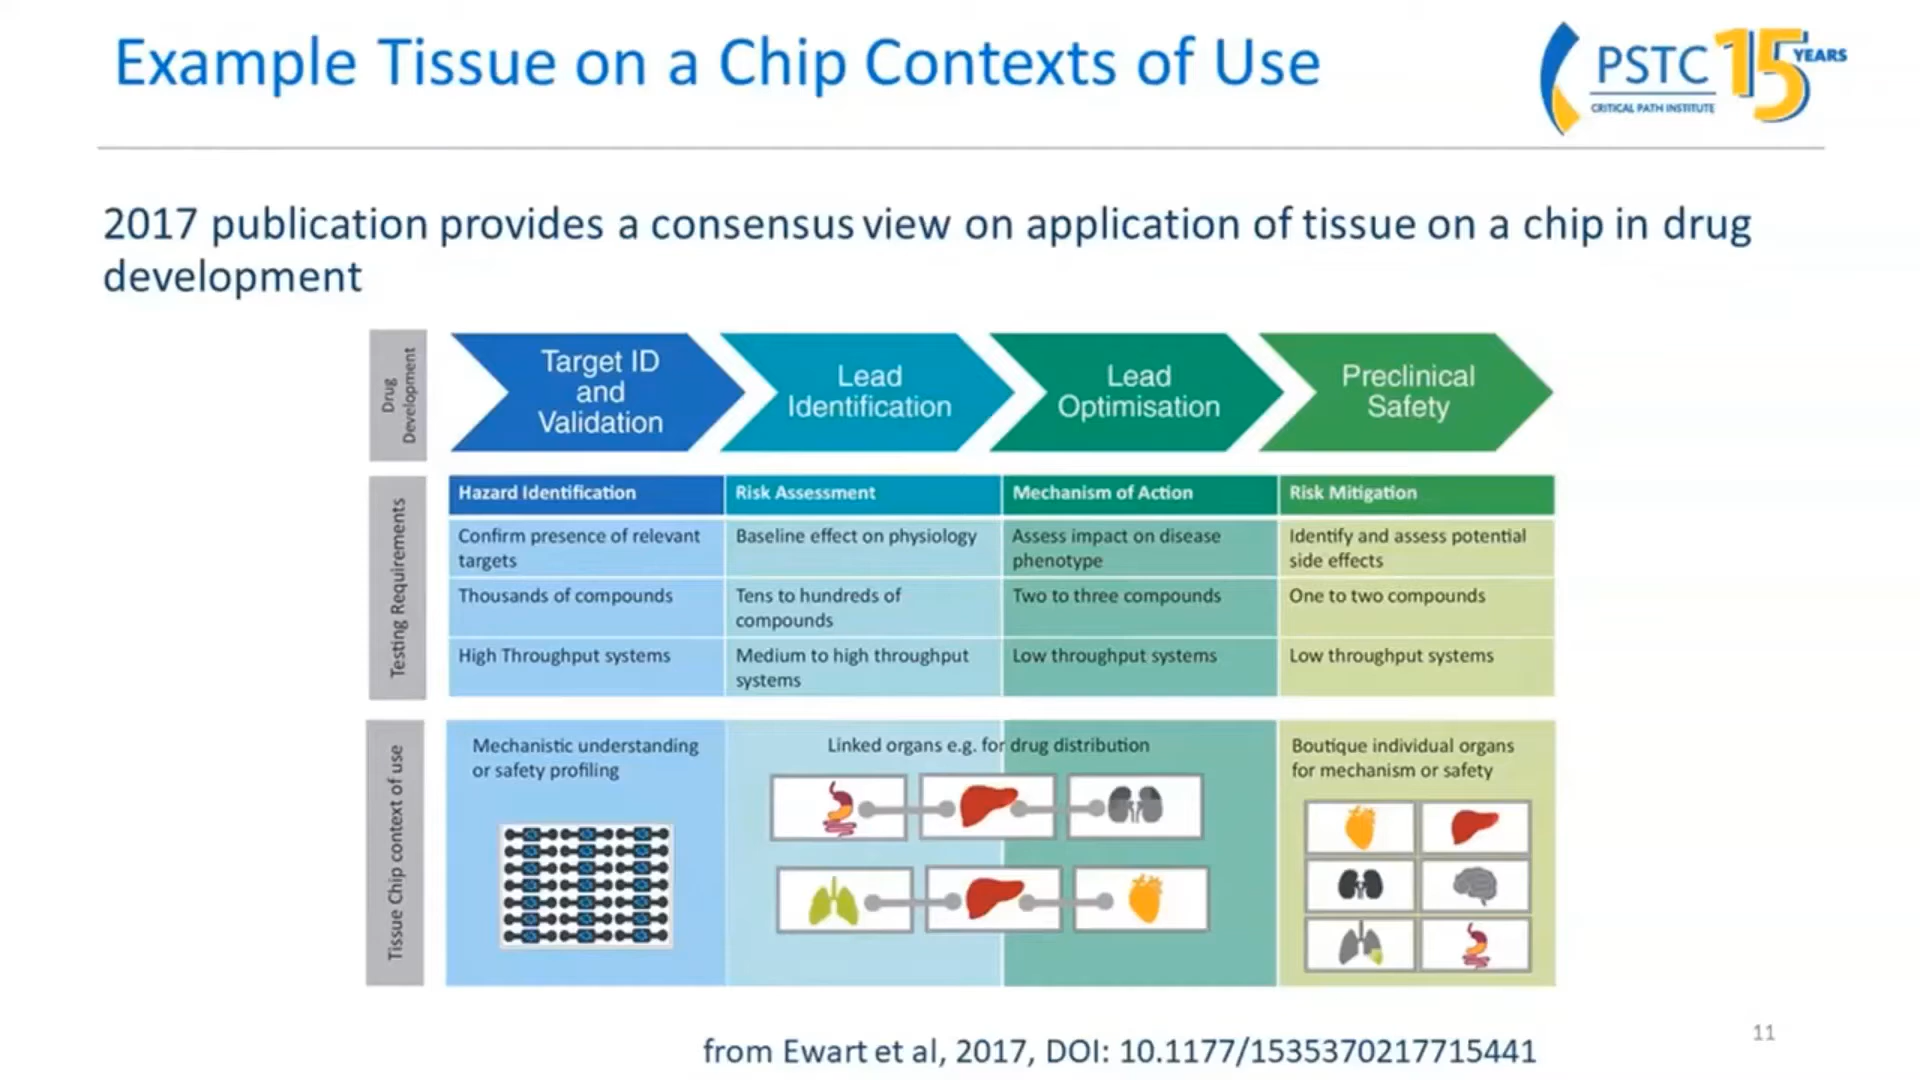 Example Tissue on a Chip Contexts of Use
PSTC 15 YEARS
CRITICAL PATH INSTITUTE
2017 publication provides a consensus view on application of tissue on a chip in drug
development
Drug
Development
Target ID
and
Validation
Lead
Identification
Lead
Optimisation
Preclinical
Safety
Testing Requirements
Hazard Identification
Risk Assessment
Mechanism of Action
Risk Mitigation
Confirm presence of relevant
targets
Baseline effect on physiology
Assess impact on disease
phenotype
Identify and assess potential
side effects
Thousands of compounds
Tens to hundreds of
compounds
Two to three compounds
One to two compounds
High Throughput systems
Medium to high throughput
systems
Low throughput systems
Low throughput systems
Tissue Chip context of use
Mechanistic understanding
or safety profiling
Linked organs e.g. for drug distribution
Boutique individual organs
for mechanism or safety
11
from Ewart et al, 2017, DOI: 10.1177/1535370217715441